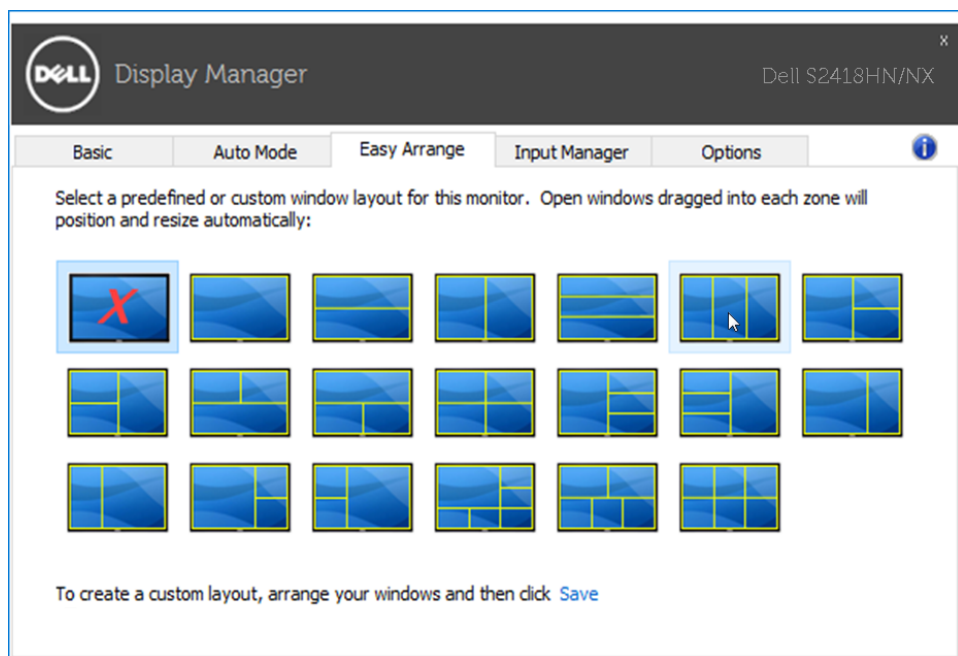 x
DELL Display Manager
Dell S2418HN/NX
Basic Auto Mode Easy Arrange Input Manager Options i
Select a predefined or custom window layout for this monitor. Open windows dragged into each zone will
position and resize automatically:
X
To create a custom layout, arrange your windows and then click Save